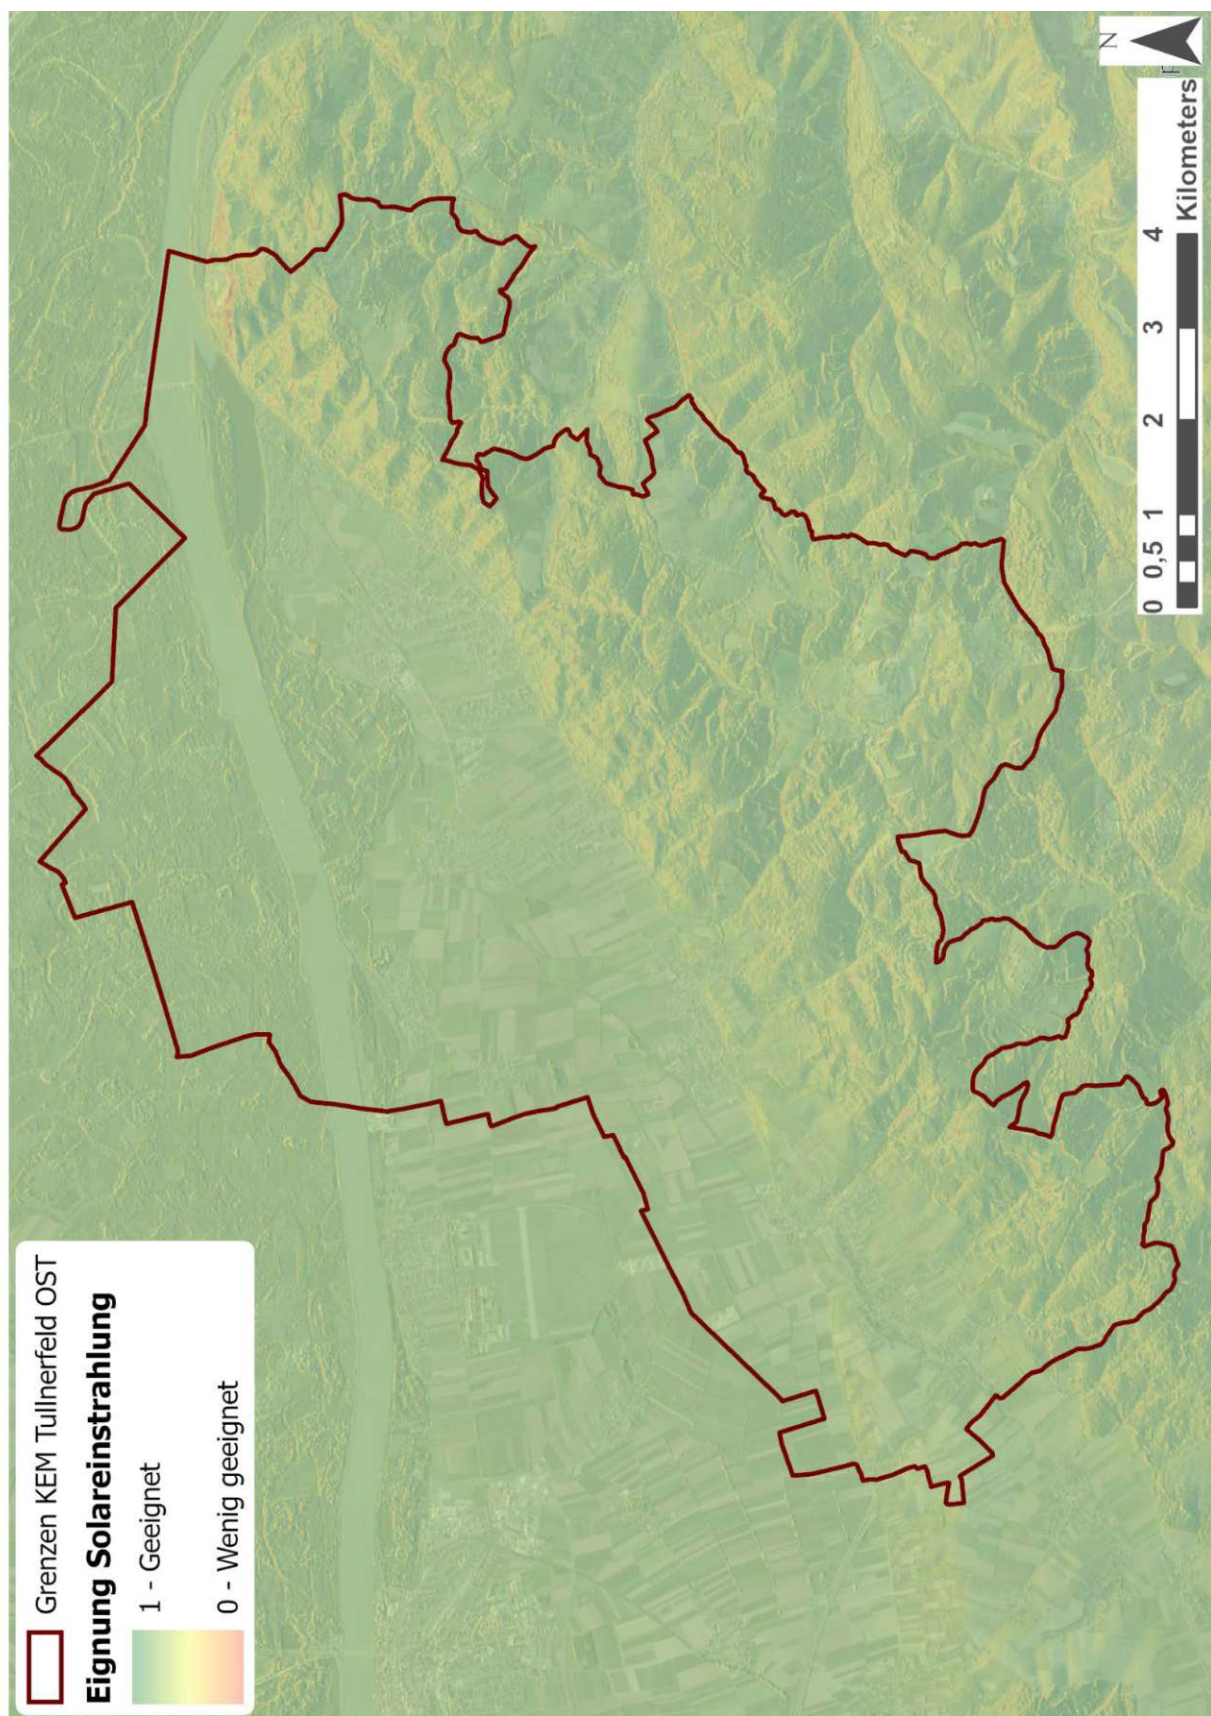 Grenzen KEM Tullnerfeld OST
Eignung Solareinstrahlung
1 - Geeignet
0 - Wenig geeignet
N
0 0,5 1 2 3 4
Kilometers